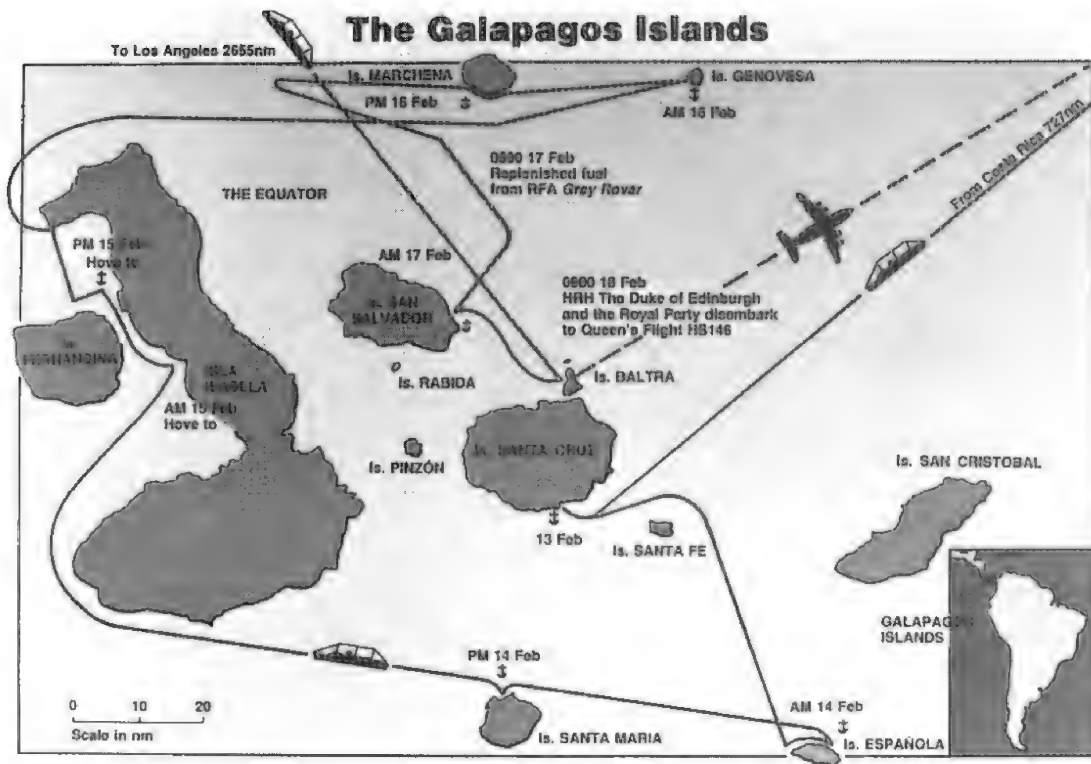 The Galapagos Islands
To Los Angeles 2655nm
Is. MARCHENA
Is. GENOVESA
PM 16 Feb
AM 16 Feb
From Costa Rica 727nm
0500 17 Feb
Replenished fuel
from RFA Grey Rover
THE EQUATOR
PM 15 Feb
Hove to
AM 17 Feb
Is. SAN
SALVADOR
0900 18 Feb
HRH The Duke of Edinburgh
and the Royal Party disembark
to Queen's Flight HS146
Is.
FERNANDINA
ISLA
ISABELA
Is. RABIDA
Is. BALTRA
AM 15 Feb
Hove to
Is. PINZÓN
Is. SANTA CRUZ
Is. SAN CRISTOBAL
13 Feb
Is. SANTA FE
GALAPAGOS
ISLANDS
PM 14 Feb
AM 14 Feb
0 10 20
Scale in nm
Is. SANTA MARIA
Is. ESPAÑOLA